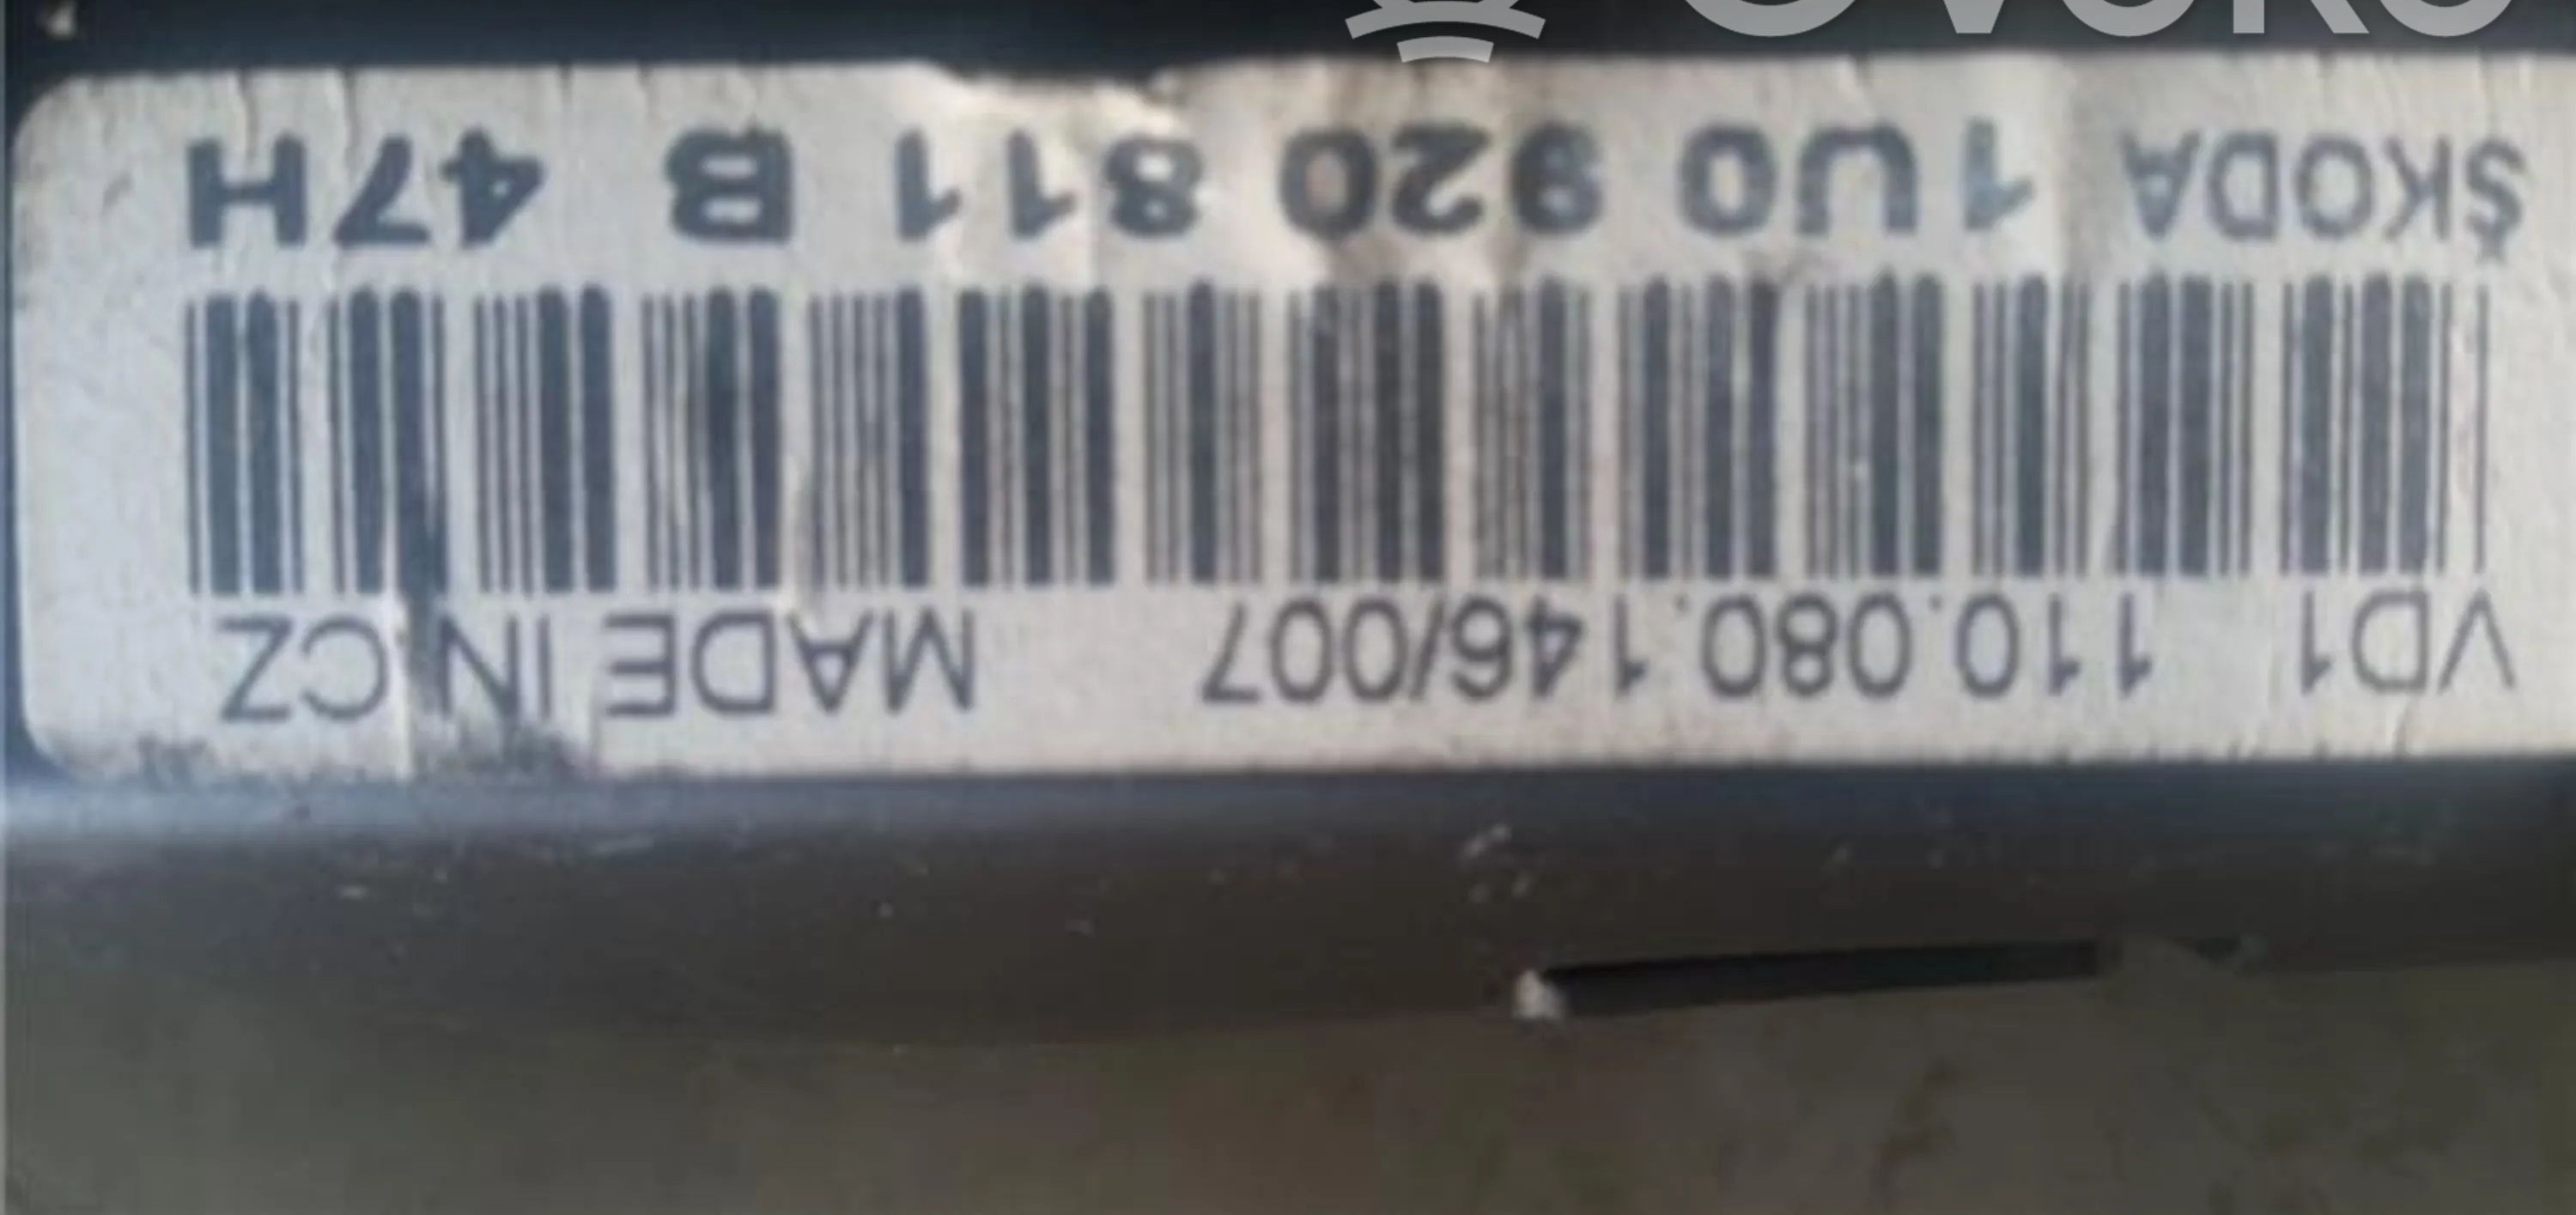 VD1 110.080.146/007 MADE IN CZ
ŠKODA 1U0 920 811 B 47H